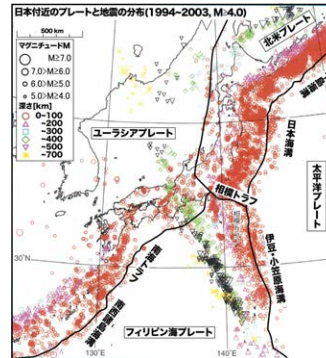 日本付近のプレートと地震の分布(1994~2003, M≥4.0)
500 km
マグニチュードM
M≥7.0
7.0>M≥6.0
6.0>M≥5.0
5.0>M≥4.0
深さ[km]
0~100
~200
~300
~400
~500
~700
北米プレート
ユーラシアプレート
日本海溝
太平洋プレート
相模トラフ
南海トラフ
伊豆・小笠原海溝
30°N
30°N
南西諸島海溝
フィリピン海プレート
130°E
140°E